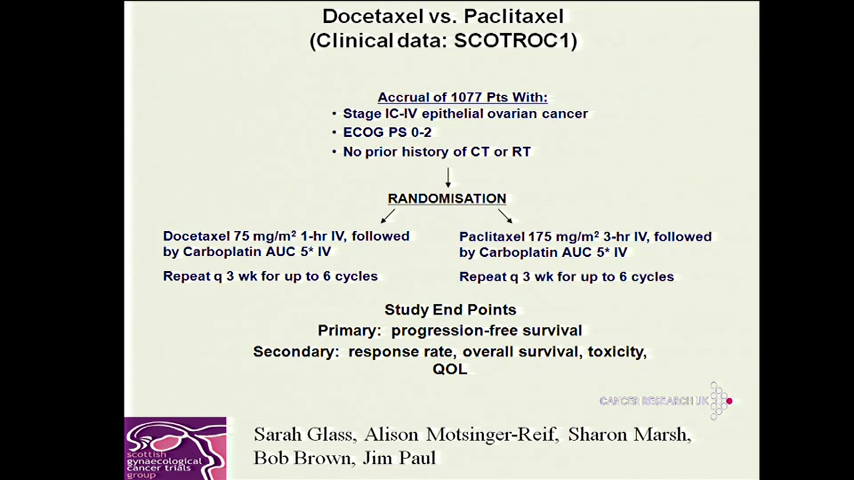 Docetaxel vs. Paclitaxel
(Clinical data: SCOTROC1)
Accrual of 1077 Pts With:
• Stage IC-IV epithelial ovarian cancer
• ECOG PS 0-2
• No prior history of CT or RT
RANDOMISATION
Docetaxel 75 mg/m² 1-hr IV, followed
by Carboplatin AUC 5* IV
Repeat q 3 wk for up to 6 cycles
Paclitaxel 175 mg/m² 3-hr IV, followed
by Carboplatin AUC 5* IV
Repeat q 3 wk for up to 6 cycles
Study End Points
Primary: progression-free survival
Secondary: response rate, overall survival, toxicity,
QOL
CANCER RESEARCH UK
scottish
gynaecological
cancer trials
group
Sarah Glass, Alison Motsinger-Reif, Sharon Marsh,
Bob Brown, Jim Paul